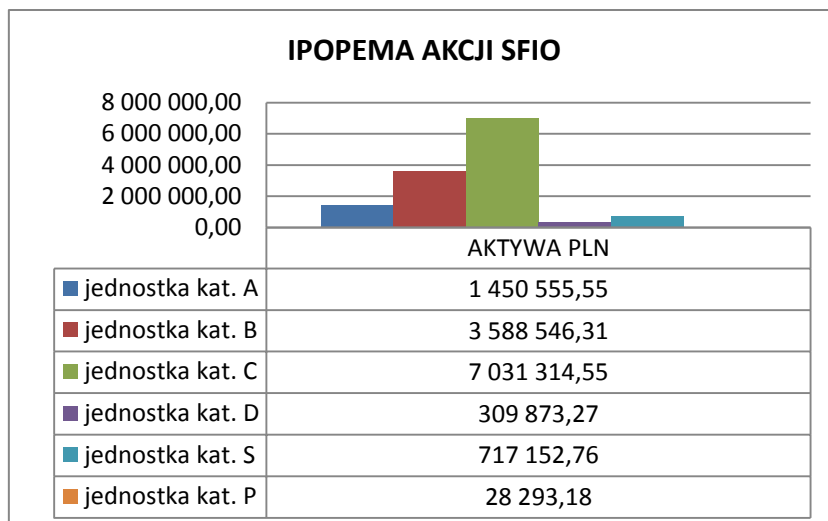 IPOPEMA AKCJI SFIO
8 000 000,00
6 000 000,00
4 000 000,00
2 000 000,00
0,00
AKTYWA PLN
jednostka kat. A 1 450 555,55
jednostka kat. B 3 588 546,31
jednostka kat. C 7 031 314,55
jednostka kat. D 309 873,27
jednostka kat. S 717 152,76
jednostka kat. P 28 293,18